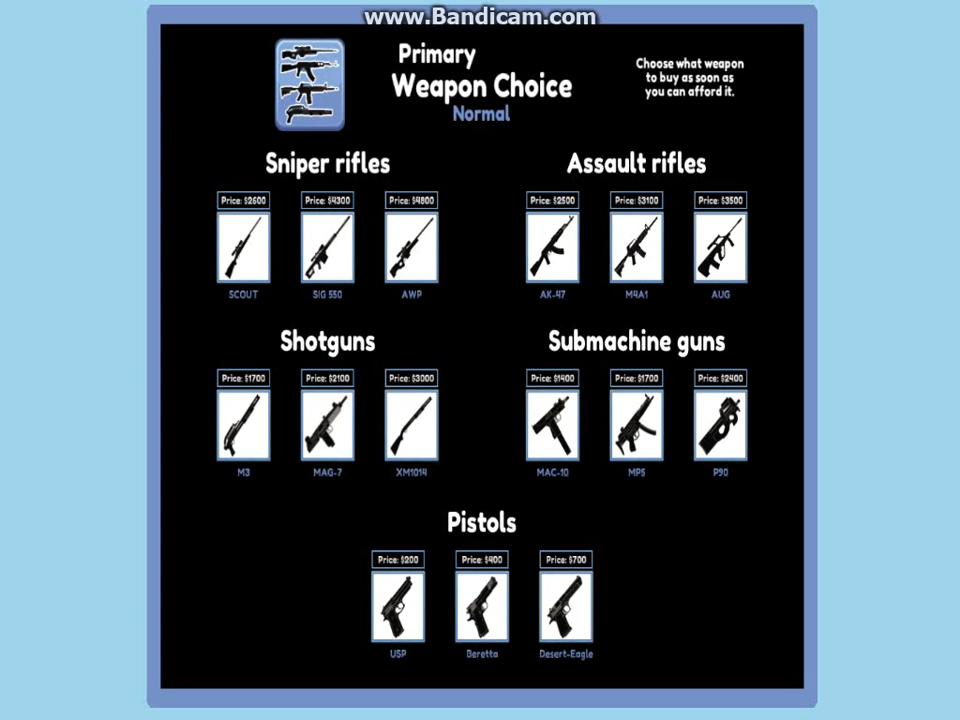 www.Bandicam.com
Primary
Weapon Choice
Normal
Choose what weapon
to buy as soon as
you can afford it.
Sniper rifles
Price: $2600
Price: $4300
Price: $4800
SCOUT
SIG 550
AWP
Assault rifles
Price: $2500
Price: $3100
Price: $3500
AK-47
M4A1
AUG
Shotguns
Price: $1700
Price: $2100
Price: $3000
M3
MAG-7
XM1014
Submachine guns
Price: $1400
Price: $1700
Price: $2400
MAC-10
MP5
P90
Pistols
Price: $200
Price: $400
Price: $700
USP
Beretta
Desert-Eagle